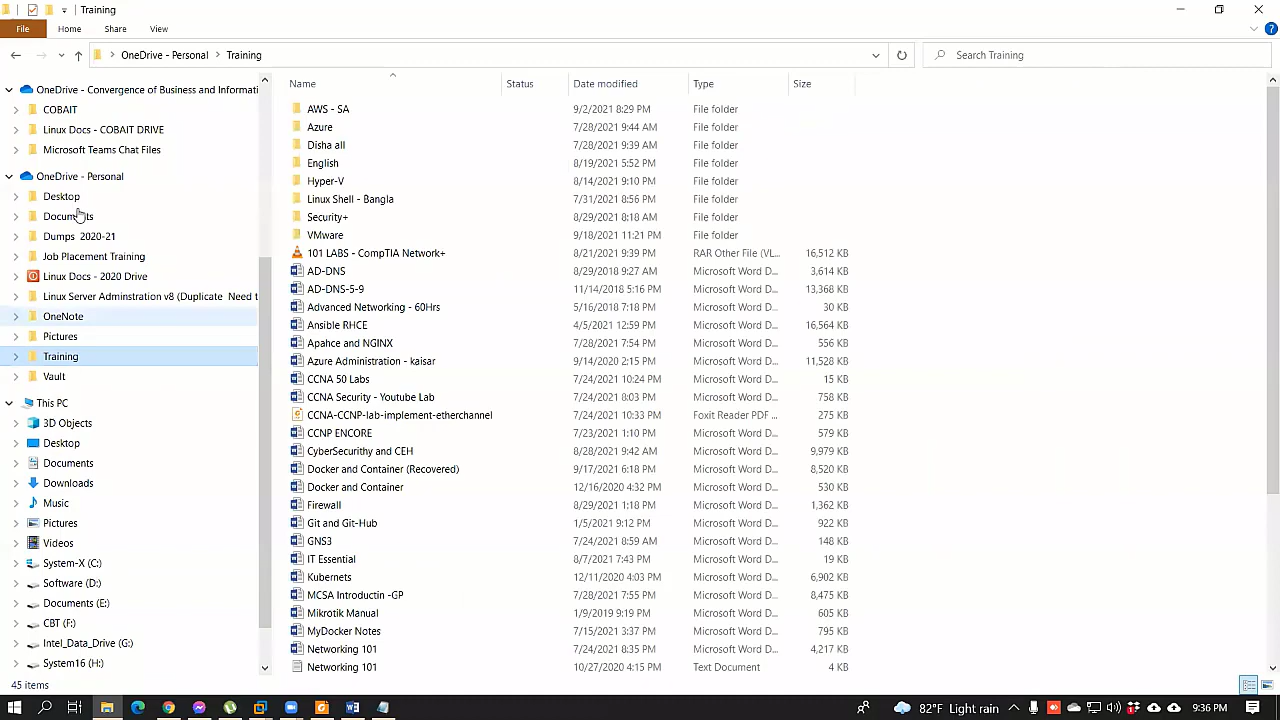 Training
File Home Share View
OneDrive - Personal Training
Search Training
OneDrive - Convergence of Business and Informati
COBAIT
Linux Docs - COBAIT DRIVE
Microsoft Teams Chat Files
OneDrive - Personal
Desktop
Documents
Dumps 2020-21
Job Placement Training
Linux Docs - 2020 Drive
Linux Server Adminstration v8 (Duplicate Need t
OneNote
Pictures
Training
Vault
This PC
3D Objects
Desktop
Documents
Downloads
Music
Pictures
Videos
System-X (C:)
Software (D:)
Documents (E:)
CBT (F:)
Intel_Data_Drive (G:)
System16 (H:)
Name Status Date modified Type Size
AWS - SA 9/2/2021 8:29 PM File folder
Azure 7/28/2021 9:44 AM File folder
Disha all 7/28/2021 9:39 AM File folder
English 8/19/2021 5:52 PM File folder
Hyper-V 8/14/2021 9:10 PM File folder
Linux Shell - Bangla 7/31/2021 8:56 PM File folder
Security+ 8/29/2021 8:18 AM File folder
VMware 9/18/2021 11:21 PM File folder
101 LABS - CompTIA Network+ 8/21/2021 9:39 PM RAR Other File (VL... 16,512 KB
AD-DNS 8/29/2018 9:27 AM Microsoft Word D... 3,614 KB
AD-DNS-5-9 11/14/2018 5:16 PM Microsoft Word D... 13,368 KB
Advanced Networking - 60Hrs 5/16/2018 7:18 PM Microsoft Word D... 30 KB
Ansible RHCE 4/5/2021 12:59 PM Microsoft Word D... 16,564 KB
Apahce and NGINX 7/28/2021 7:54 PM Microsoft Word D... 556 KB
Azure Administration - kaisar 9/14/2020 2:15 PM Microsoft Word D... 11,528 KB
CCNA 50 Labs 7/24/2021 10:24 PM Microsoft Word D... 15 KB
CCNA Security - Youtube Lab 7/24/2021 8:03 PM Microsoft Word D... 758 KB
CCNA-CCNP-lab-implement-etherchannel 7/24/2021 10:33 PM Foxit Reader PDF ... 275 KB
CCNP ENCORE 7/23/2021 1:10 PM Microsoft Word D... 579 KB
CyberSecurithy and CEH 8/28/2021 9:42 AM Microsoft Word D... 9,979 KB
Docker and Container (Recovered) 9/17/2021 6:18 PM Microsoft Word D... 8,520 KB
Docker and Container 12/16/2020 4:32 PM Microsoft Word D... 530 KB
Firewall 8/29/2021 1:18 PM Microsoft Word D... 1,362 KB
Git and Git-Hub 1/5/2021 9:12 PM Microsoft Word D... 922 KB
GNS3 7/24/2021 8:59 AM Microsoft Word D... 148 KB
IT Essential 8/7/2021 7:43 PM Microsoft Word D... 19 KB
Kubernets 12/11/2020 4:03 PM Microsoft Word D... 6,902 KB
MCSA Introductin -GP 7/28/2021 7:55 PM Microsoft Word D... 8,475 KB
Mikrotik Manual 1/9/2019 9:19 PM Microsoft Word D... 605 KB
MyDocker Notes 7/15/2021 3:37 PM Microsoft Word D... 795 KB
Networking 101 7/24/2021 8:35 PM Microsoft Word D... 4,217 KB
Networking 101 10/27/2020 4:15 PM Text Document 4 KB
45 items
82°F Light rain 9:36 PM